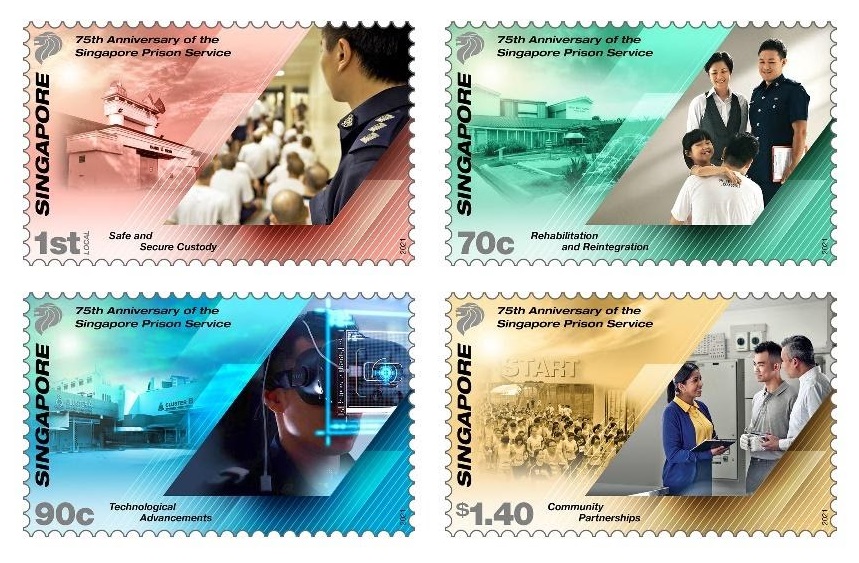 75th Anniversary of the
Singapore Prison Service
SINGAPORE
1st LOCAL
Safe and
Secure Custody
2021
75th Anniversary of the
Singapore Prison Service
SINGAPORE
70c
Rehabilitation
and Reintegration
2021
75th Anniversary of the
Singapore Prison Service
SINGAPORE
CLUSTER B
90c
Technological
Advancements
2021
75th Anniversary of the
Singapore Prison Service
SINGAPORE
START
$1.40
Community
Partnerships
2021